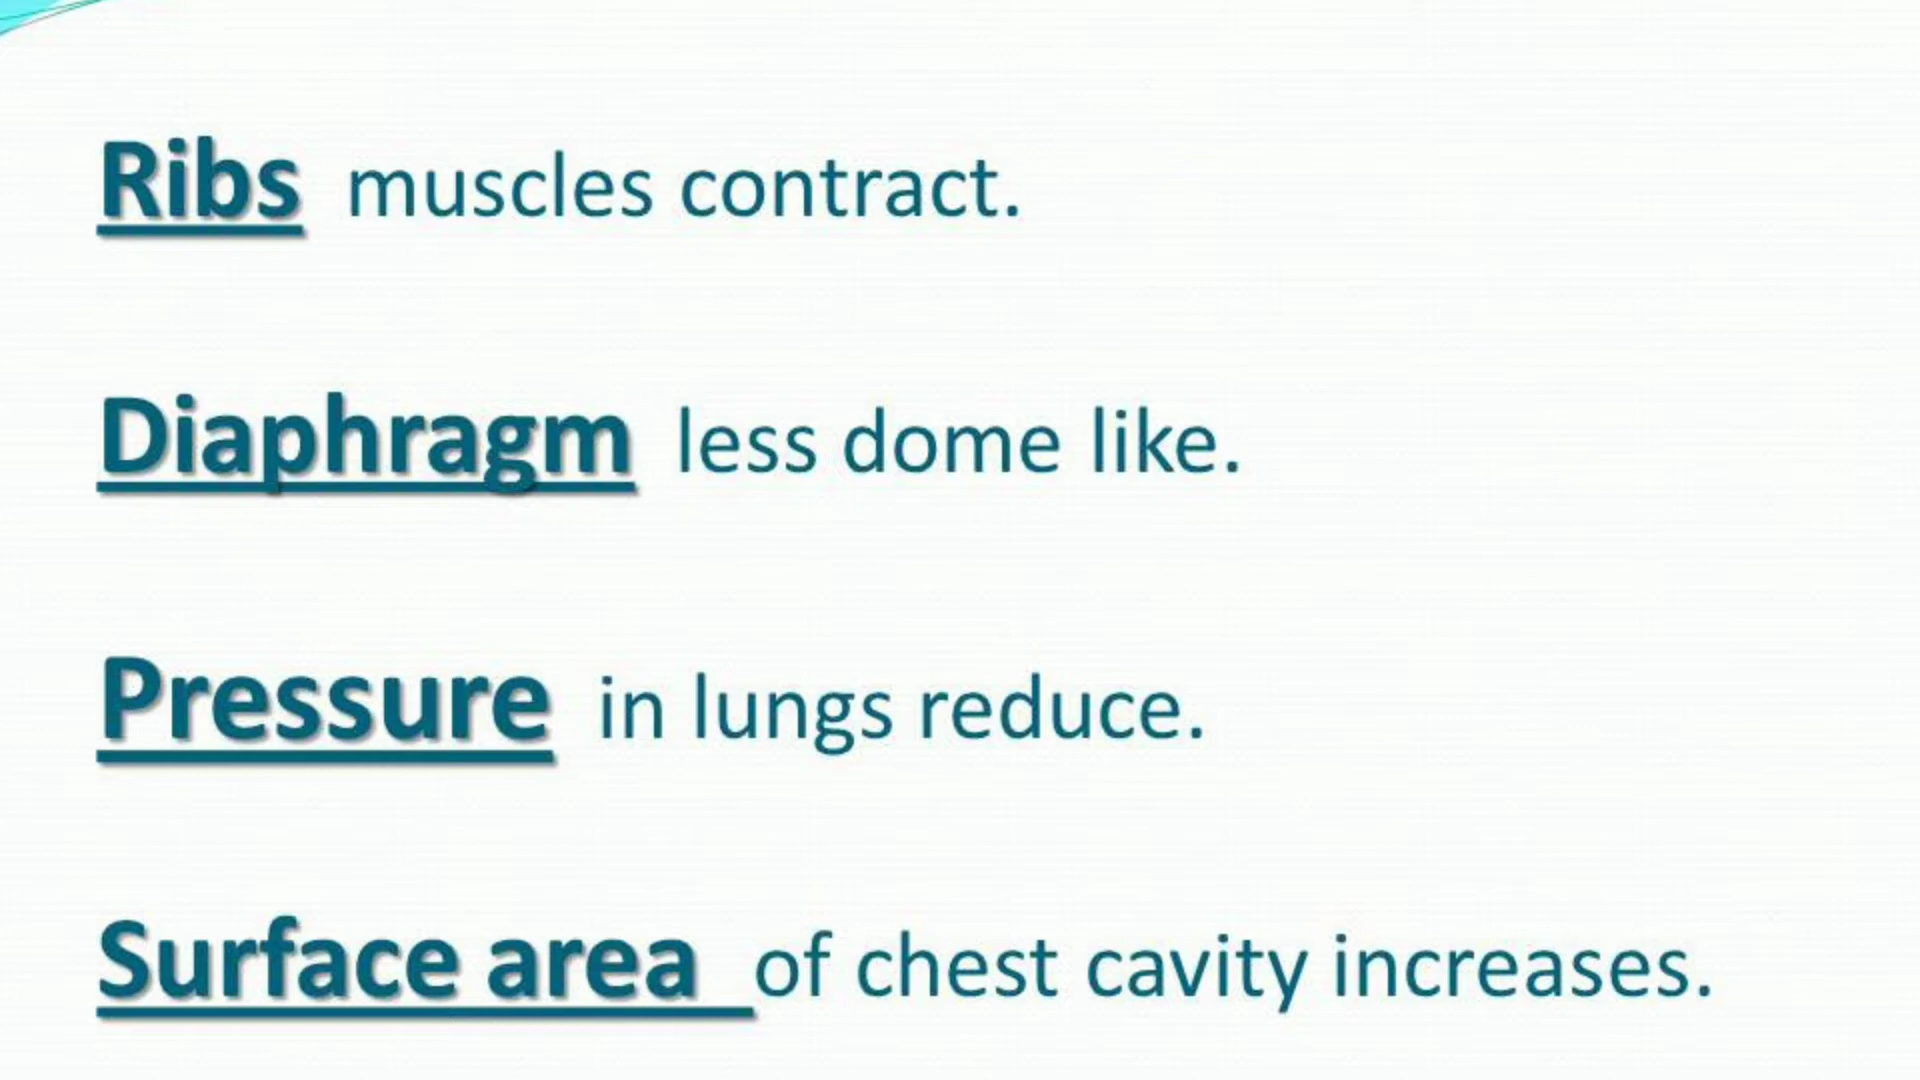 Ribs muscles contract.
Diaphragm less dome like.
Pressure in lungs reduce.
Surface area of chest cavity increases.